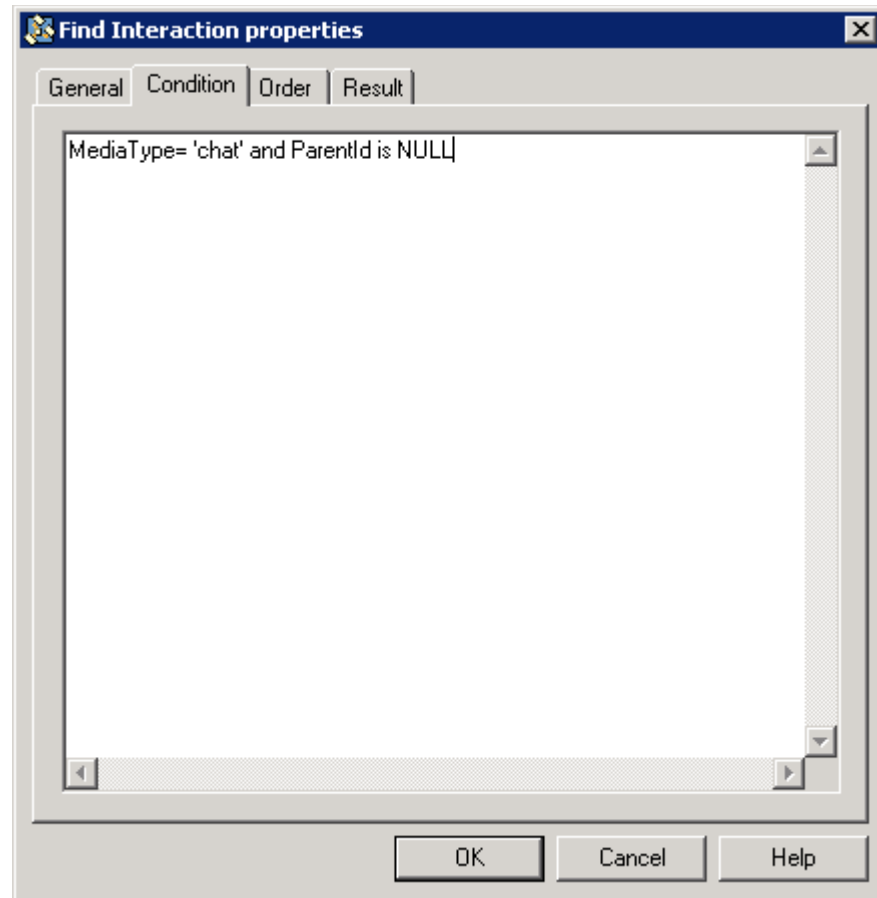 Find Interaction properties
General Condition Order Result
MediaType= 'chat' and ParentId is NULL
OK Cancel Help